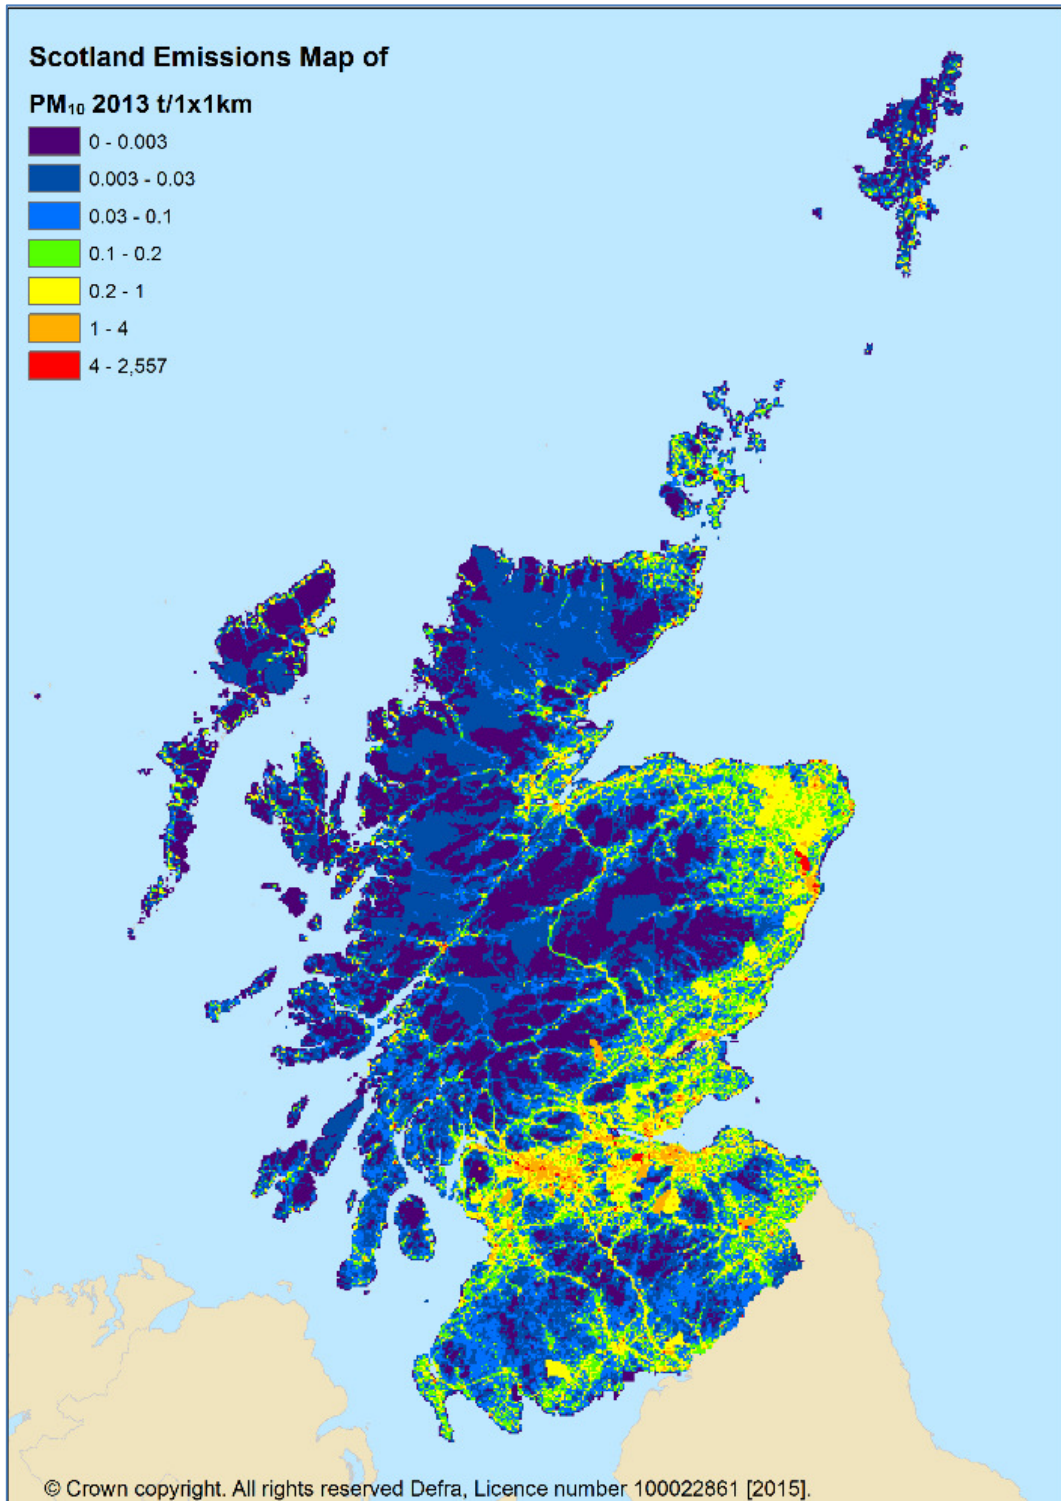 Scotland Emissions Map of
PM₁₀ 2013 t/1x1km
0 - 0.003
0.003 - 0.03
0.03 - 0.1
0.1 - 0.2
0.2 - 1
1 - 4
4 - 2,557
© Crown copyright. All rights reserved Defra, Licence number 100022861 [2015].